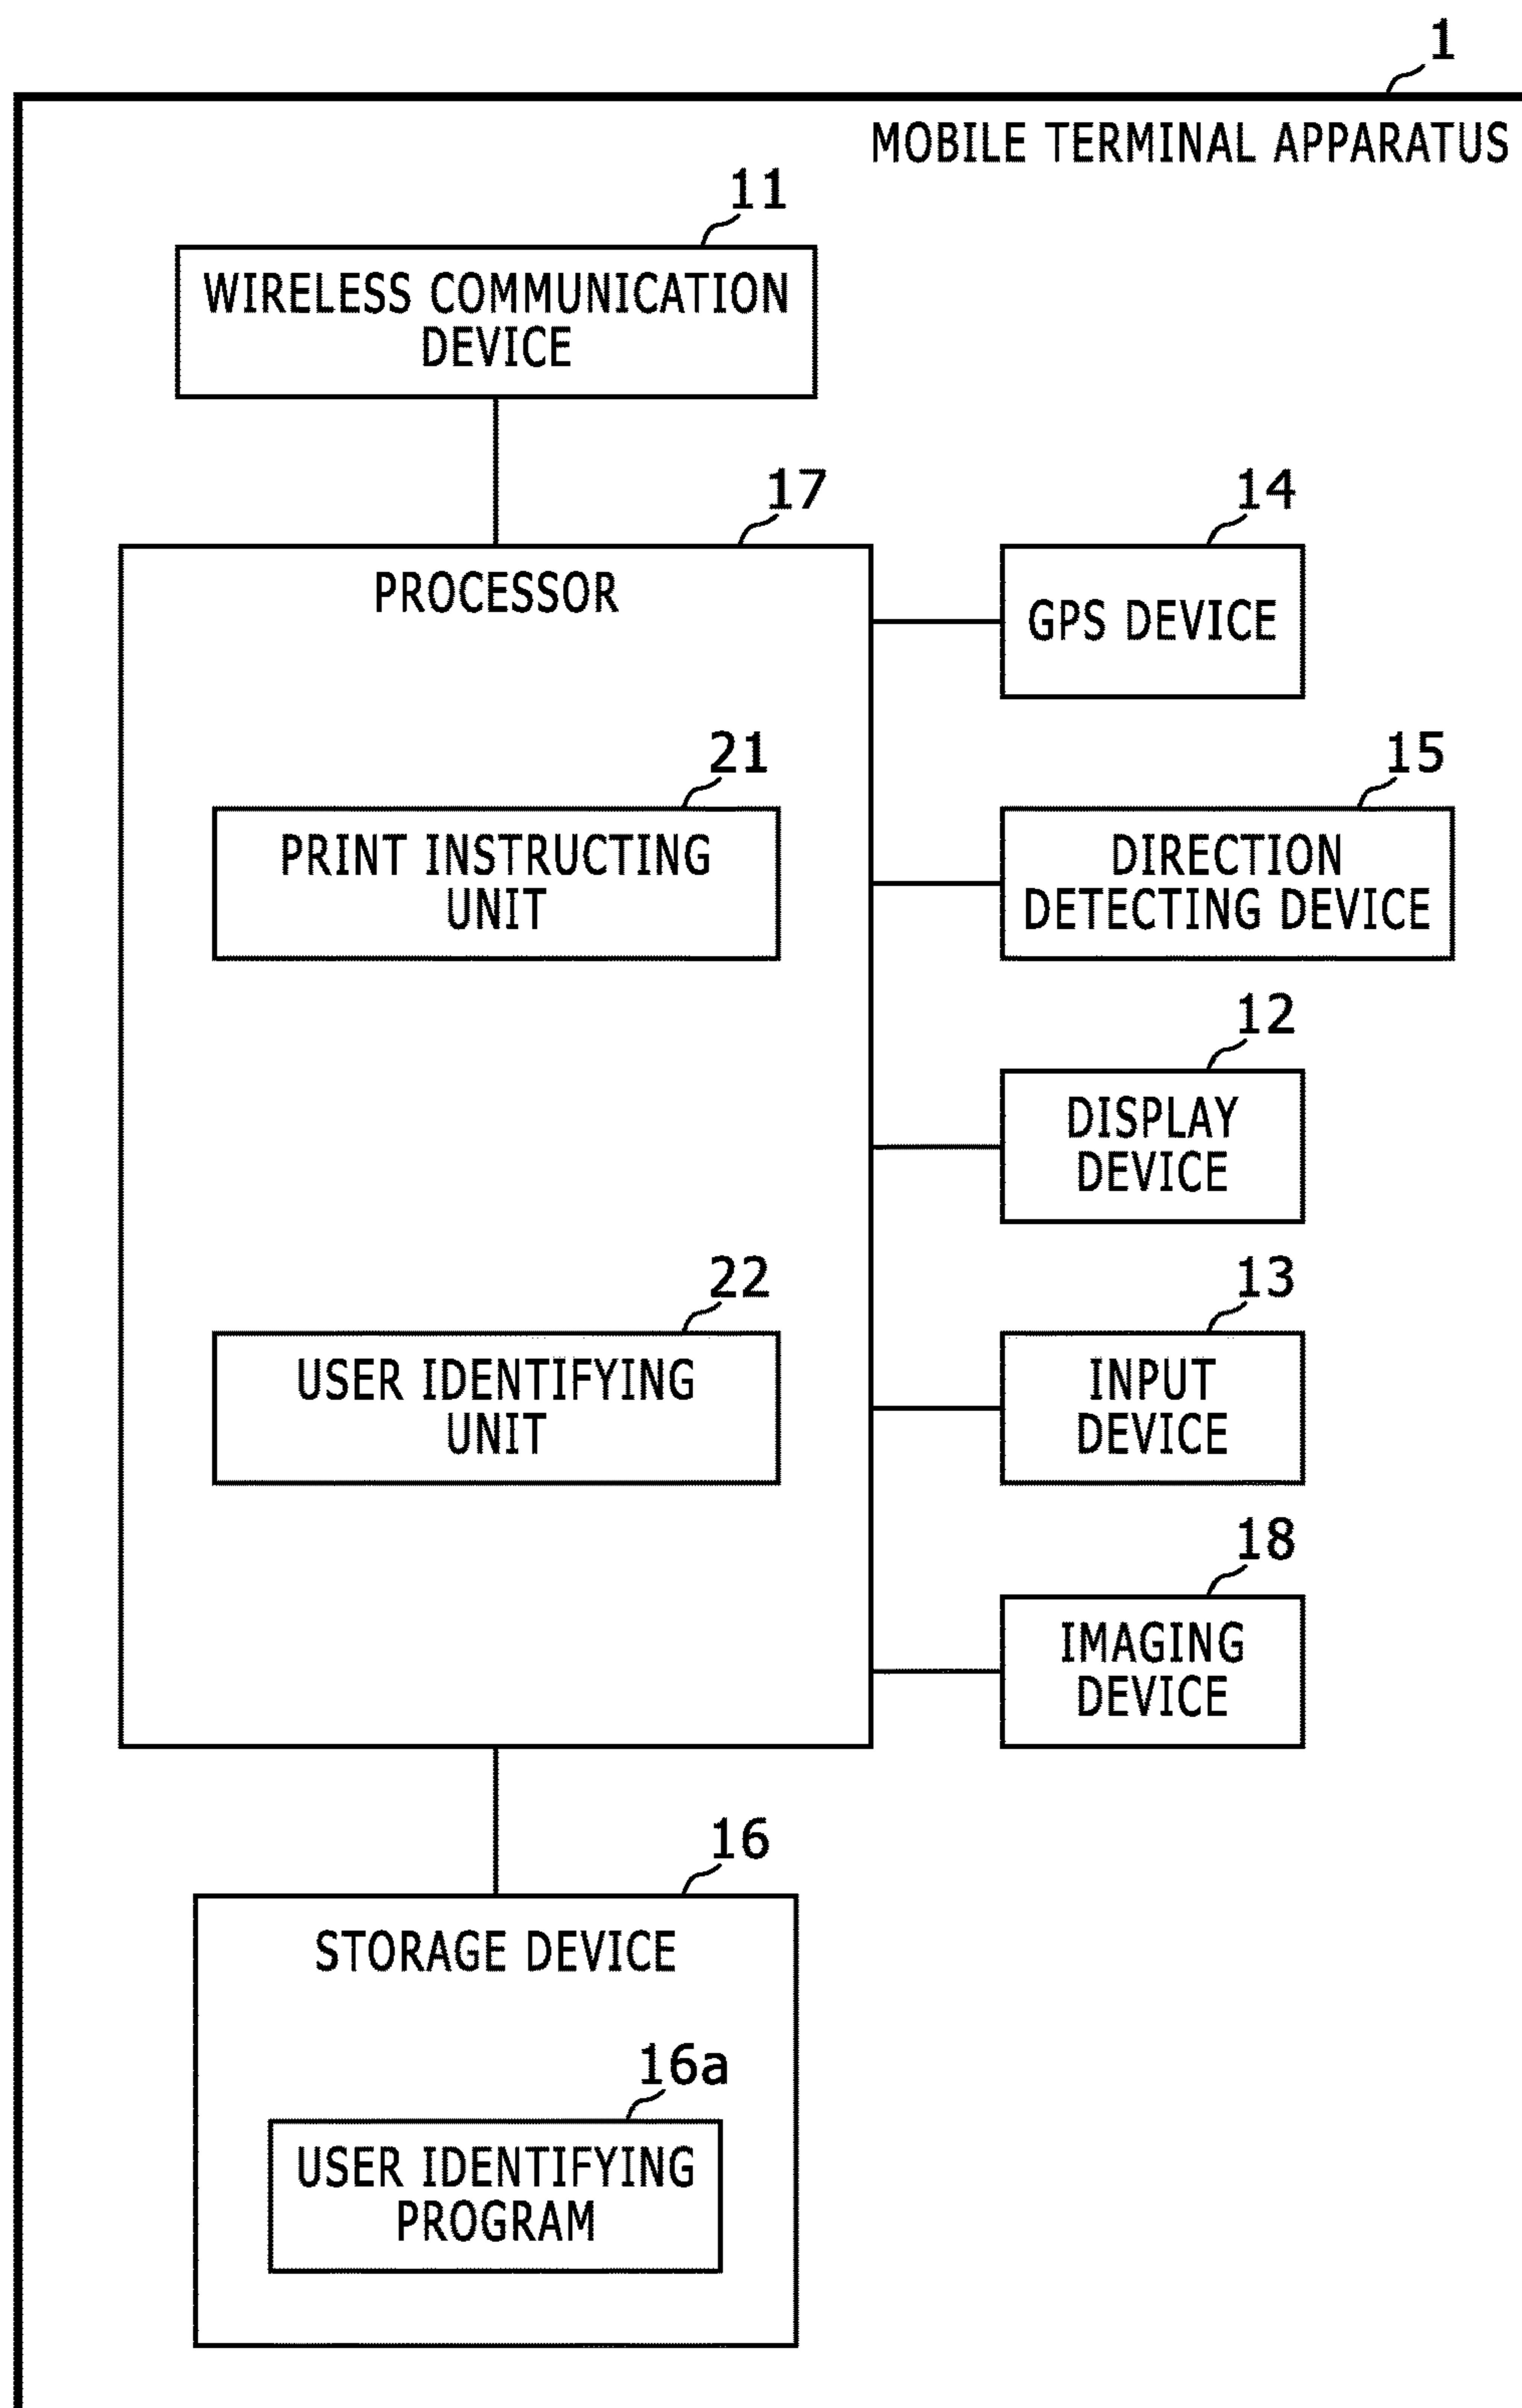 1
MOBILE TERMINAL APPARATUS
11
WIRELESS COMMUNICATION
DEVICE
17
PROCESSOR
14
GPS DEVICE
21
PRINT INSTRUCTING
UNIT
15
DIRECTION
DETECTING DEVICE
12
DISPLAY
DEVICE
22
USER IDENTIFYING
UNIT
13
INPUT
DEVICE
18
IMAGING
DEVICE
16
STORAGE DEVICE
16a
USER IDENTIFYING
PROGRAM